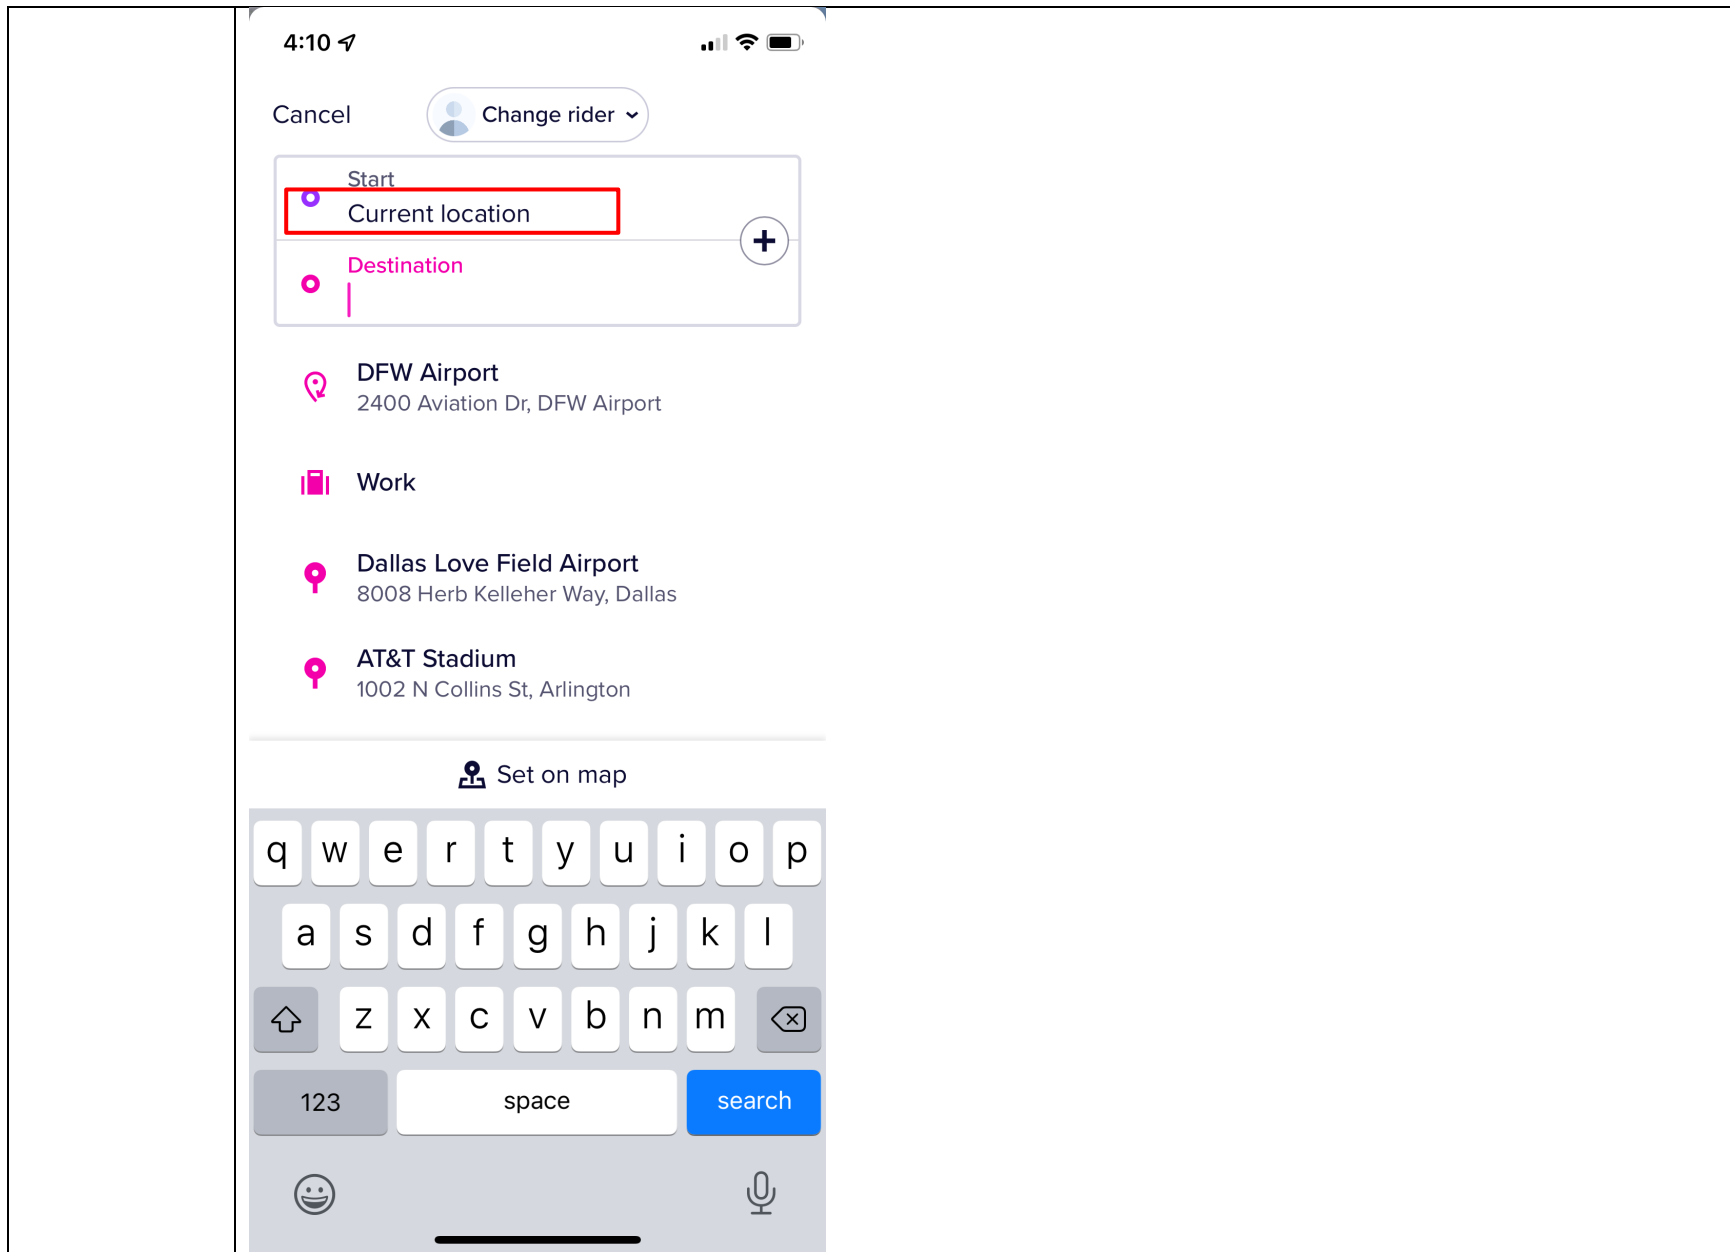 4:10
Cancel
Change rider
Start
Current location
Destination
DFW Airport
2400 Aviation Dr, DFW Airport
Work
Dallas Love Field Airport
8008 Herb Kelleher Way, Dallas
AT&T Stadium
1002 N Collins St, Arlington
Set on map
q w e r t y u i o p
a s d f g h j k l
z x c v b n m
123 space search